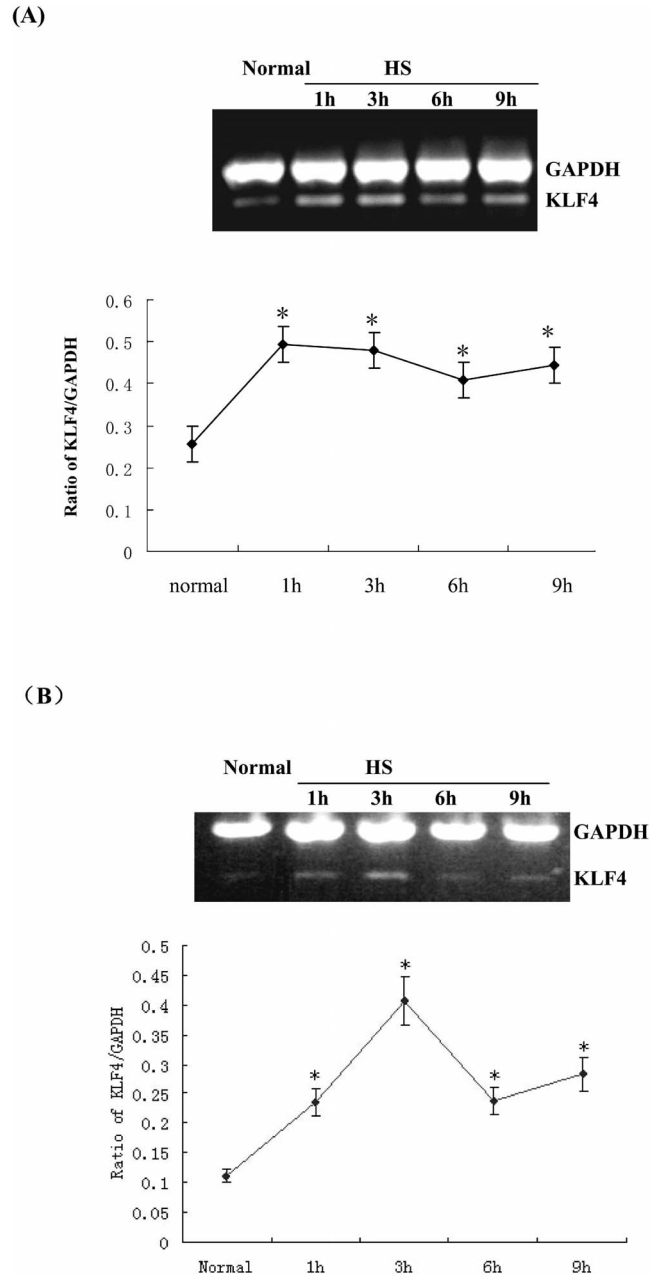 (A)
Normal HS
1h 3h 6h 9h
GAPDH
KLF4
Ratio of KLF4/GAPDH
0.6
0.5
0.4
0.3
0.2
0.1
0
* * * *
normal 1h 3h 6h 9h
（B）
Normal HS
1h 3h 6h 9h
GAPDH
KLF4
Ratio of KLF4/GAPDH
0.5
0.45
0.4
0.35
0.3
0.25
0.2
0.15
0.1
0.05
0
* * * *
Normal 1h 3h 6h 9h